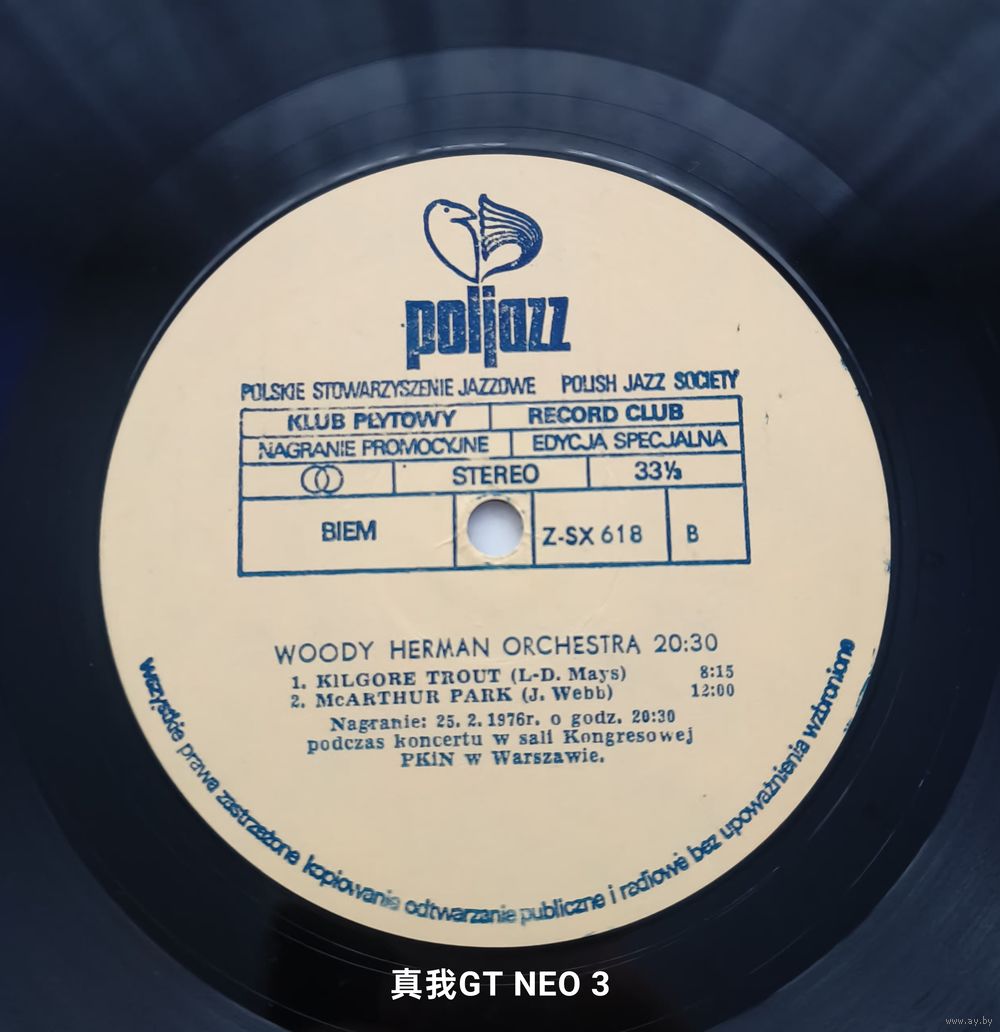 poljazz
POLSKIE STOWARZYSZENIE JAZZOWE POLISH JAZZ SOCIETY
KLUB PŁYTOWY RECORD CLUB
NAGRANIE PROMOCYJNE EDYCJA SPECJALNA
STEREO 33⅓
BIEM Z-SX 618 B
WOODY HERMAN ORCHESTRA 20:30
1. KILGORE TROUT (L-D. Mays) 8:15
2. McARTHUR PARK (J. Webb) 12:00
Nagranie: 25. 2. 1976r. o godz. 20:30
podczas koncertu w sali Kongresowej
PKiN w Warszawie.
wszystkie prawa zastrzeżone kopiowanie odtwarzanie publiczne i radiowe bez upoważnienia wzbronione
真我GT NEO 3
www.ay.by